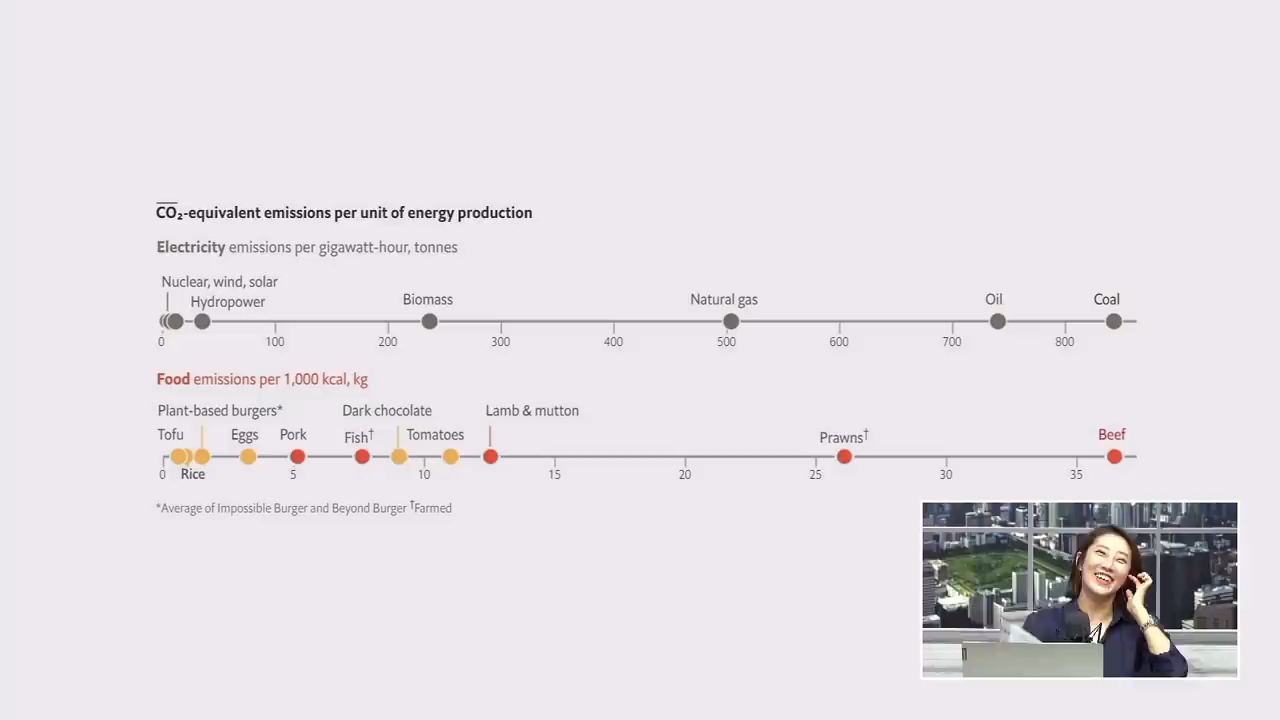 CO₂-equivalent emissions per unit of energy production
Electricity emissions per gigawatt-hour, tonnes
Nuclear, wind, solar
Hydropower Biomass Natural gas Oil Coal
0 100 200 300 400 500 600 700 800
Food emissions per 1,000 kcal, kg
Plant-based burgers* Dark chocolate Lamb & mutton
Tofu Eggs Pork Fish† Tomatoes Prawns† Beef
0 Rice 5 10 15 20 25 30 35
*Average of Impossible Burger and Beyond Burger †Farmed